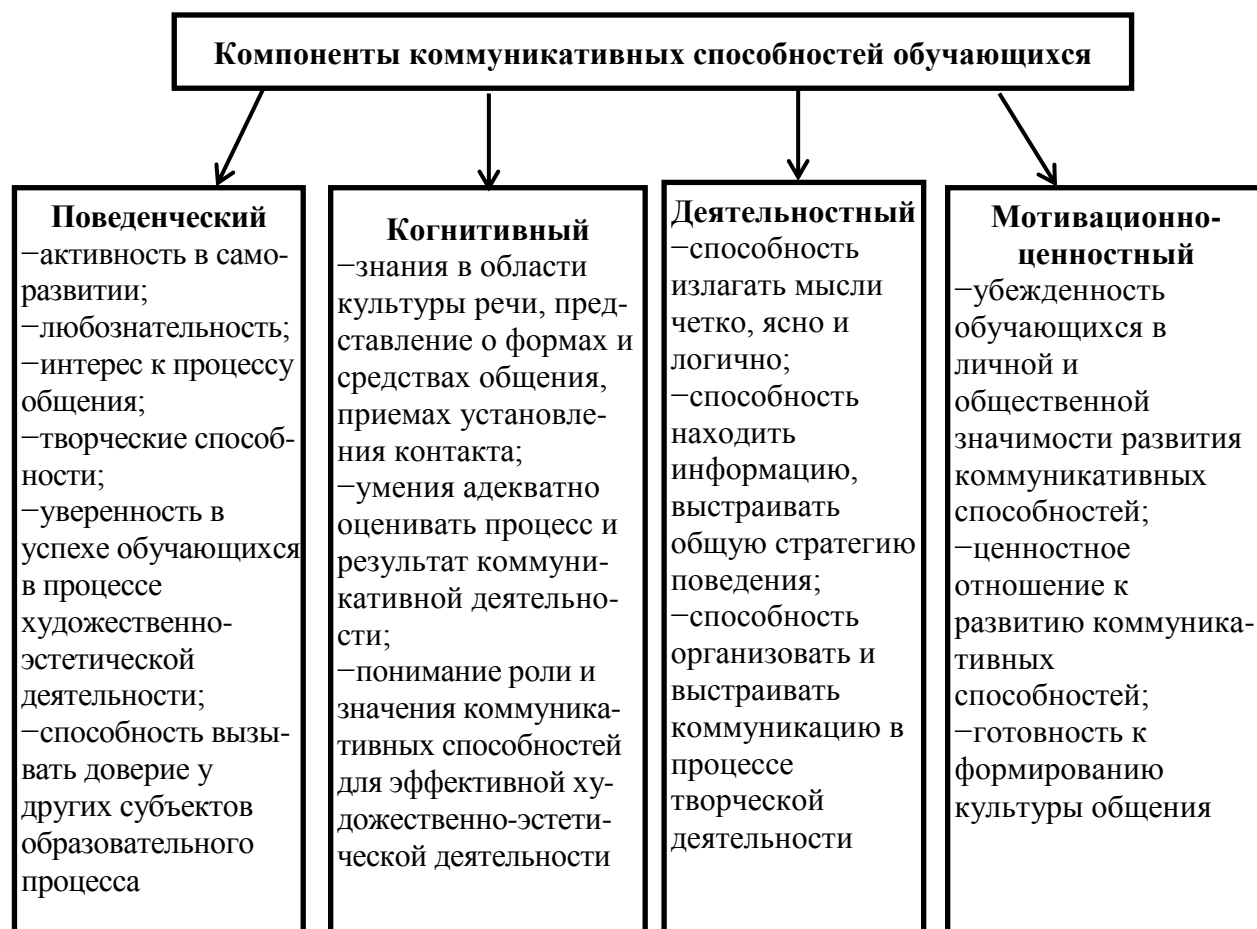 Компоненты коммуникативных способностей обучающихся
Поведенческий
−активность в само-
развитии;
−любознательность;
−интерес к процессу
общения;
−творческие способ-
ности;
−уверенность в
успехе обучающихся
в процессе
художественно-
эстетической
деятельности;
−способность вызы-
вать доверие у
других субъектов
образовательного
процесса
Когнитивный
−знания в области
культуры речи, пред-
ставление о формах и
средствах общения,
приемах установле-
ния контакта;
−умения адекватно
оценивать процесс и
результат коммуни-
кативной деятельно-
сти;
−понимание роли и
значения коммуника-
тивных способностей
для эффективной ху-
дожественно-эстети-
ческой деятельности
Деятельностный
−способность
излагать мысли
четко, ясно и
логично;
−способность
находить
информацию,
выстраивать
общую стратегию
поведения;
−способность
организовать и
выстраивать
коммуникацию в
процессе
творческой
деятельности
Мотивационно-
ценностный
−убежденность
обучающихся в
личной и
общественной
значимости развития
коммуникативных
способностей;
−ценностное
отношение к
развитию коммуника-
тивных
способностей;
−готовность к
формированию
культуры общения